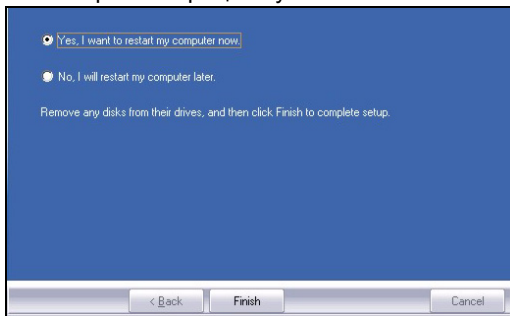 Yes, I want to restart my computer now.
No, I will restart my computer later.
Remove any disks from their drives, and then click Finish to complete setup.
< Back
Finish
Cancel